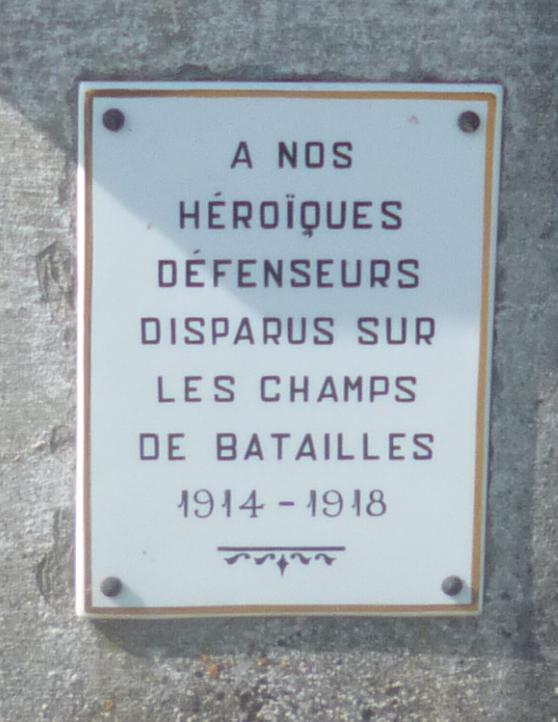 A NOS
HÉROÏQUES
DÉFENSEURS
DISPARUS SUR
LES CHAMPS
DE BATAILLES
1914 - 1918